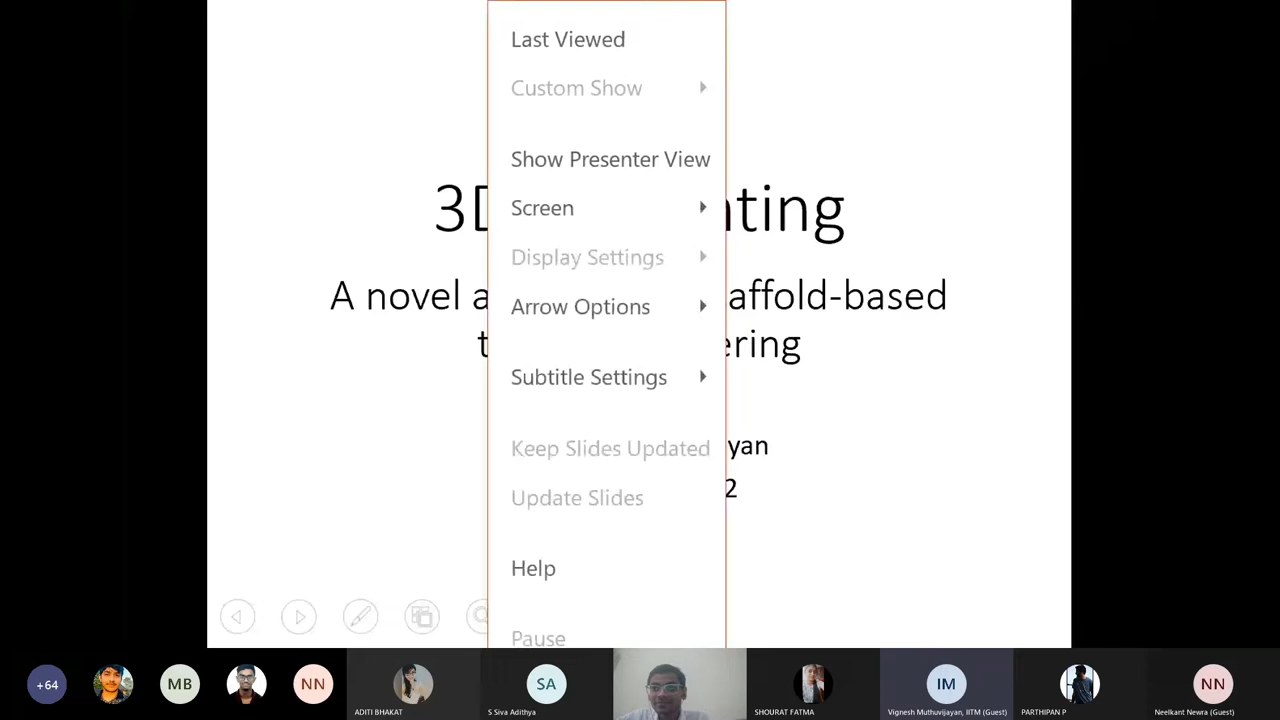 Last Viewed
Custom Show
Show Presenter View
3D
nting
Screen
Display Settings
A novel a
affold-based
Arrow Options
t
ering
Subtitle Settings
yan
Keep Slides Updated
2
Update Slides
Help
Pause
+64
MB
NN
ADITI BHAKAT
SA
S Siva Adithya
SHOURAT FATMA
IM
Vignesh Muthuvijayan, IITM (Guest)
PARTHIPAN P
NN
Neelkant Newra (Guest)